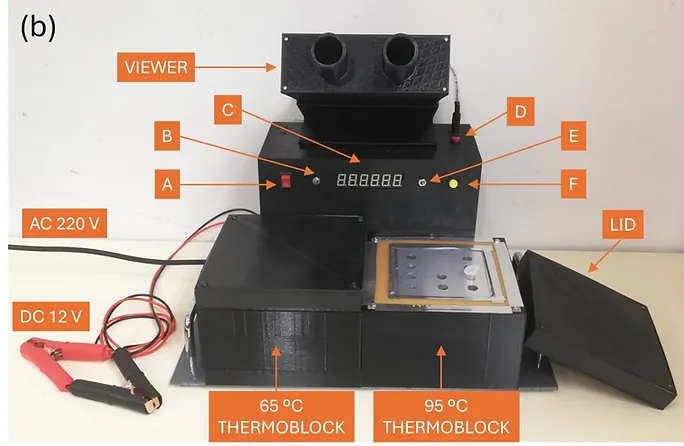 (b)
VIEWER
C
B
D
E
A
F
AC 220 V
LID
DC 12 V
65 ºC
THERMOBLOCK
95 ºC
THERMOBLOCK